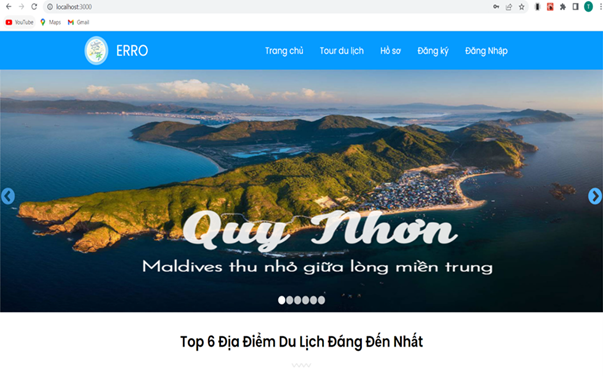 localhost:3000
YouTube Maps Gmail
T
ERRO Trang chủ Tour du lịch Hồ sơ Đăng ký Đăng Nhập
Quy Nhơn
Maldives thu nhỏ giữa lòng miền trung
Top 6 Địa Điểm Du Lịch Đáng Đến Nhất